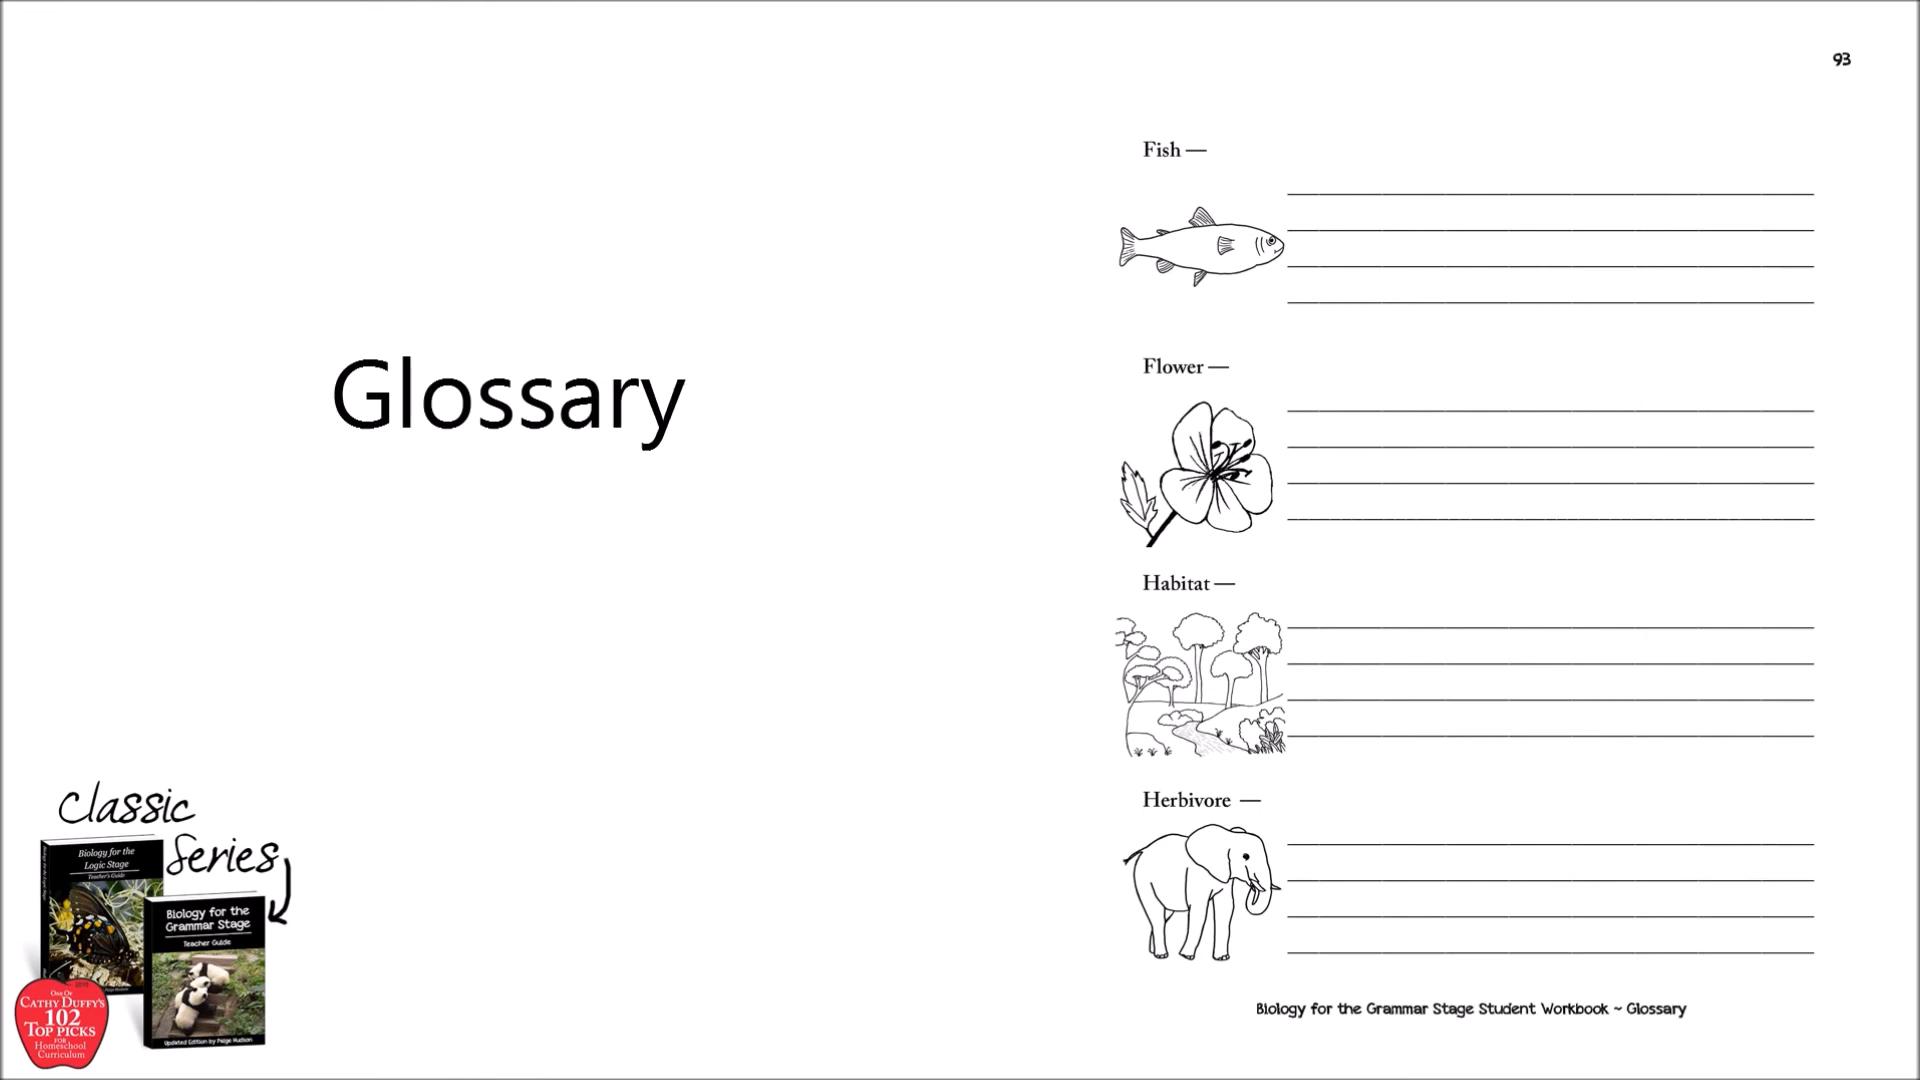 93
Fish —
Flower —
Glossary
Habitat —
Herbivore —
Classic
Series
Biology for the
Logic Stage
Teacher's Guide
Biology for the
Grammar Stage
Teacher Guide
Updated Edition by Paige Hudson
One Of
Cathy Duffy's
102
Top Picks
for
Homeschool
Curriculum
Biology for the Grammar Stage Student Workbook ~ Glossary